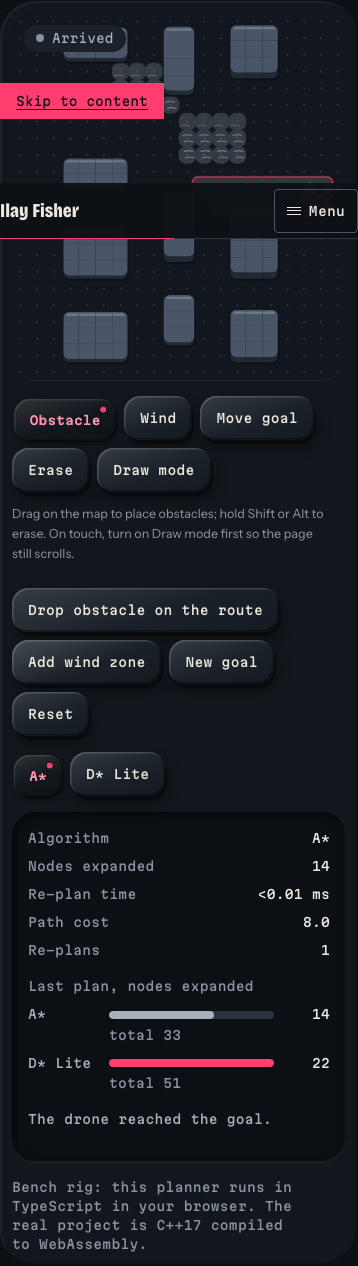 Arrived
Skip to content
Ilay Fisher
Menu
Obstacle
Wind
Move goal
Erase
Draw mode
Drag on the map to place obstacles; hold Shift or Alt to
erase. On touch, turn on Draw mode first so the page
still scrolls.
Drop obstacle on the route
Add wind zone
New goal
Reset
A*
D* Lite
Algorithm A*
Nodes expanded 14
Re-plan time <0.01 ms
Path cost 8.0
Re-plans 1
Last plan, nodes expanded
A* 14
total 33
D* Lite 22
total 51
The drone reached the goal.
Bench rig: this planner runs in
TypeScript in your browser. The
real project is C++17 compiled
to WebAssembly.